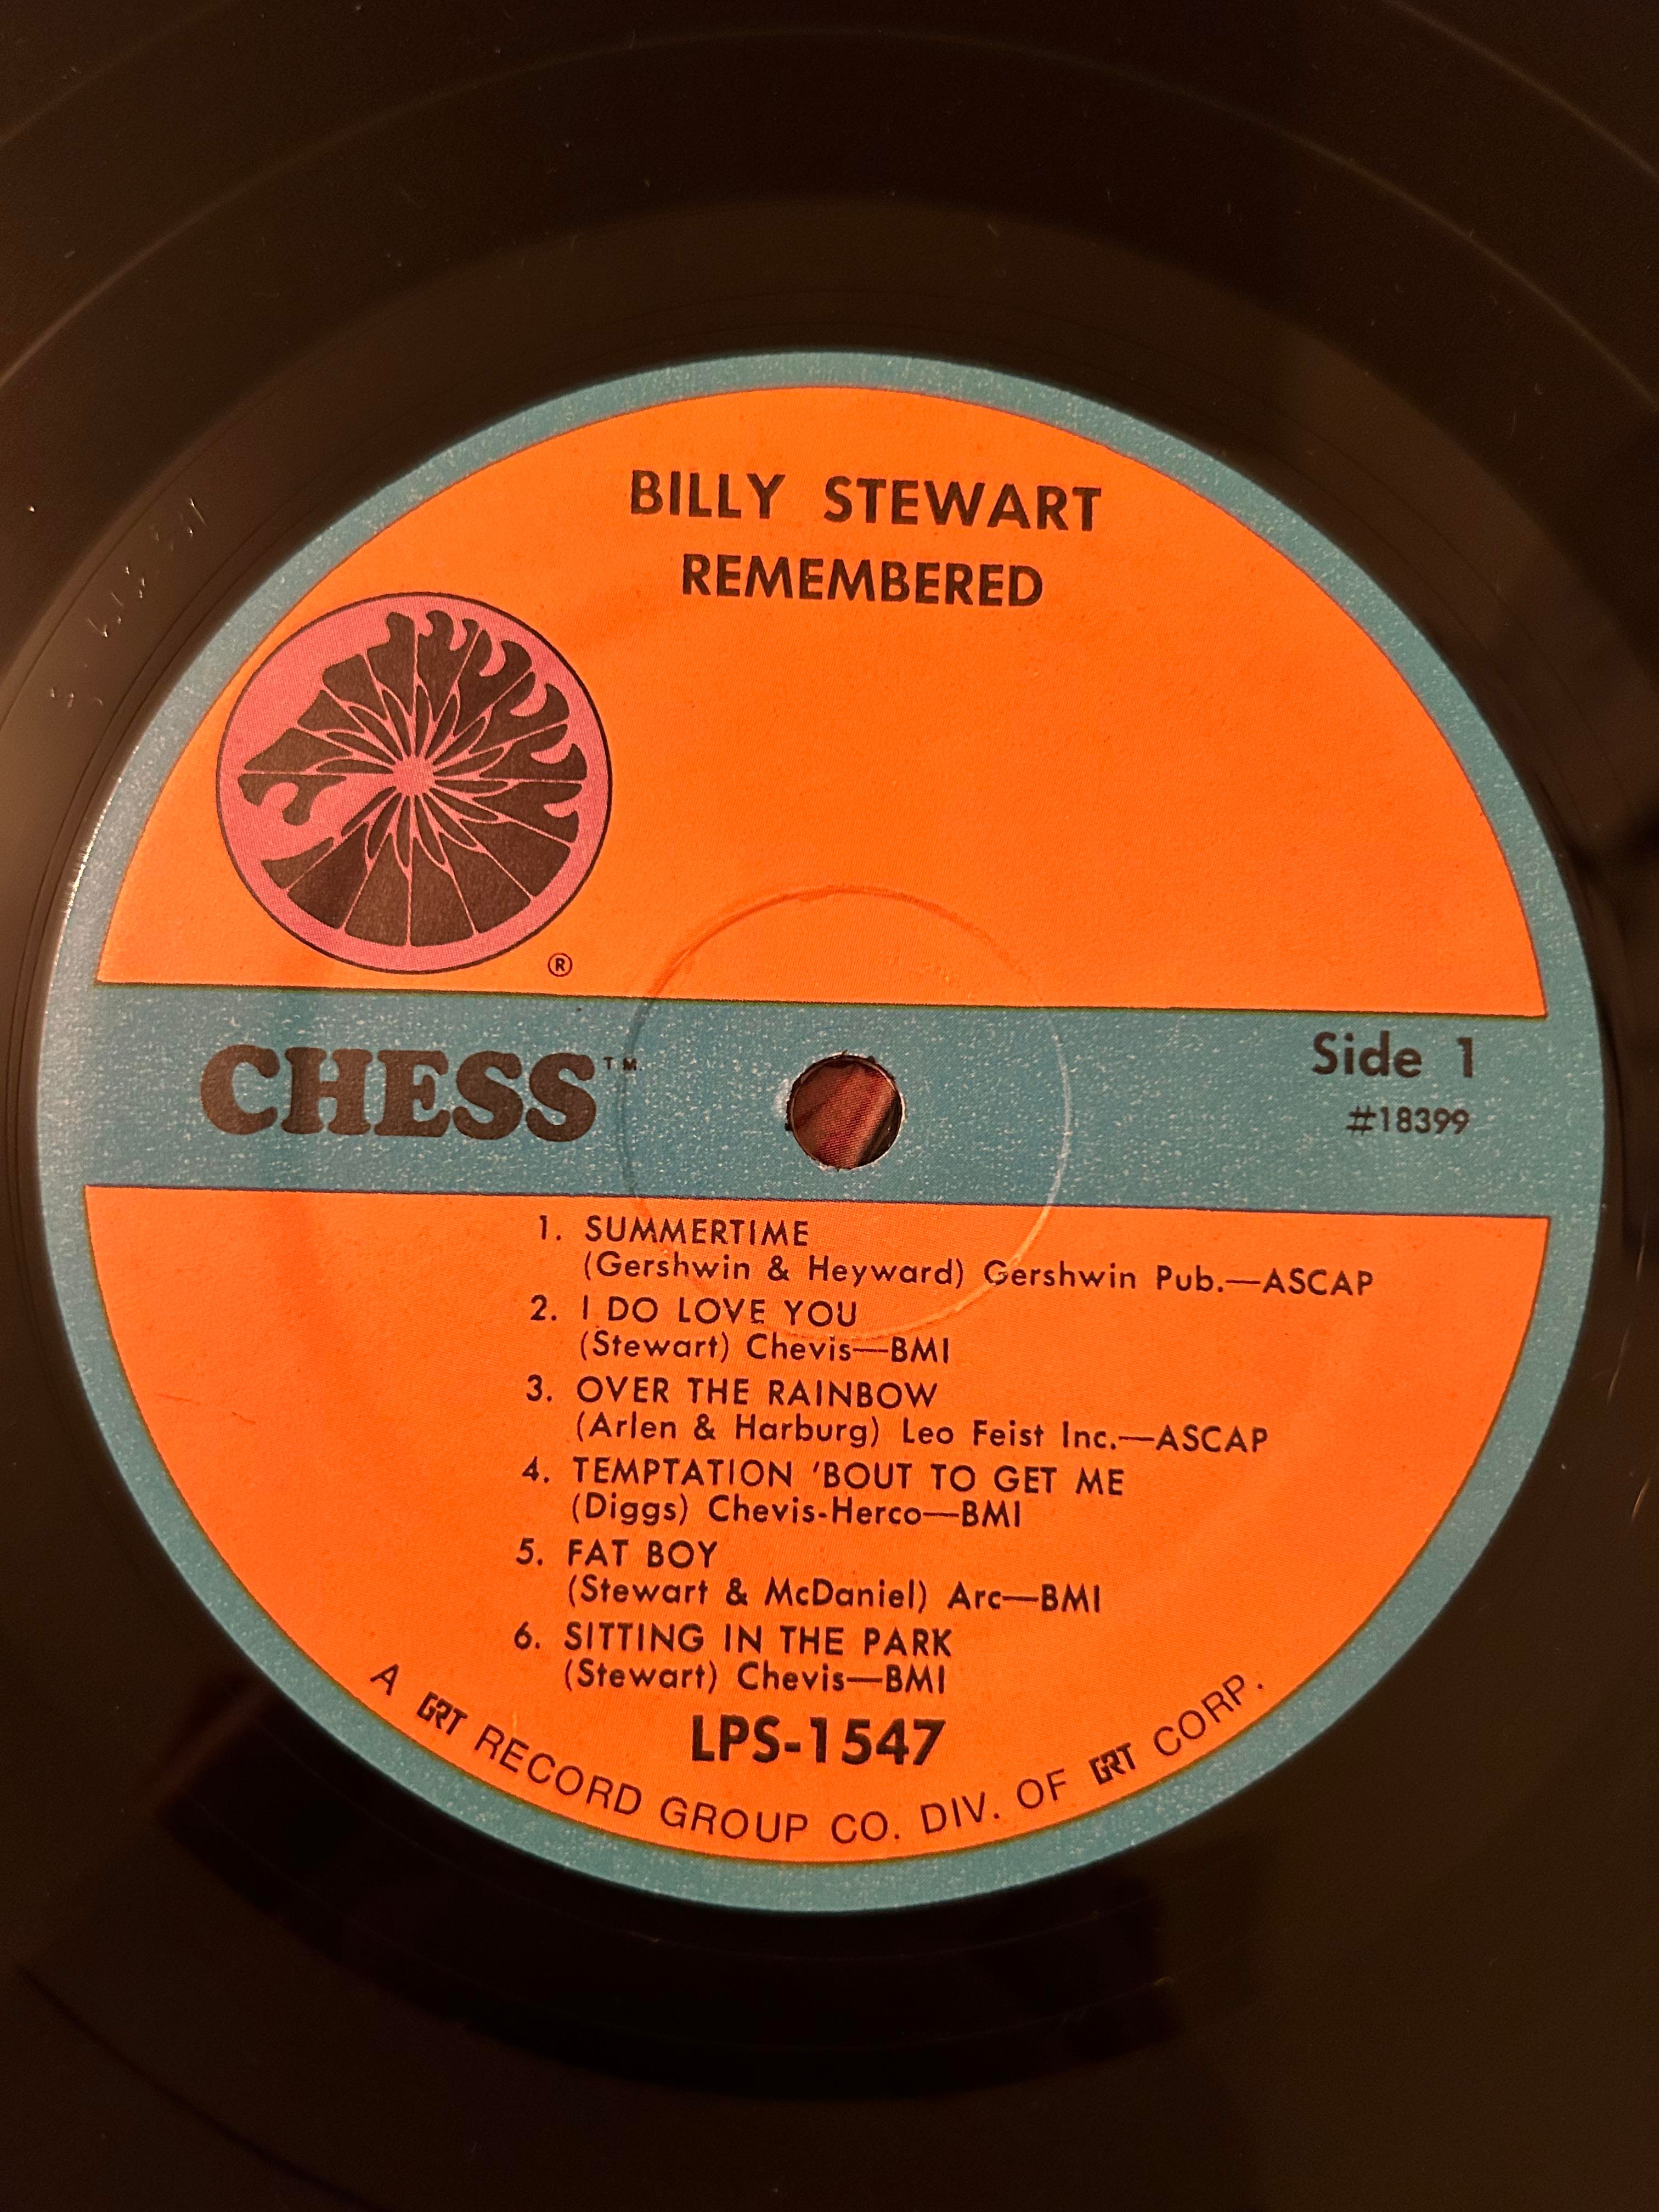 BILLY STEWART
REMEMBERED
®
CHESS™
Side 1
#18399
1. SUMMERTIME
(Gershwin & Heyward) Gershwin Pub.—ASCAP
2. I DO LOVE YOU
(Stewart) Chevis—BMI
3. OVER THE RAINBOW
(Arlen & Harburg) Leo Feist Inc.—ASCAP
4. TEMPTATION 'BOUT TO GET ME
(Diggs) Chevis-Herco—BMI
5. FAT BOY
(Stewart & McDaniel) Arc—BMI
6. SITTING IN THE PARK
(Stewart) Chevis—BMI
LPS-1547
A GRT RECORD GROUP CO. DIV. OF GRT CORP.